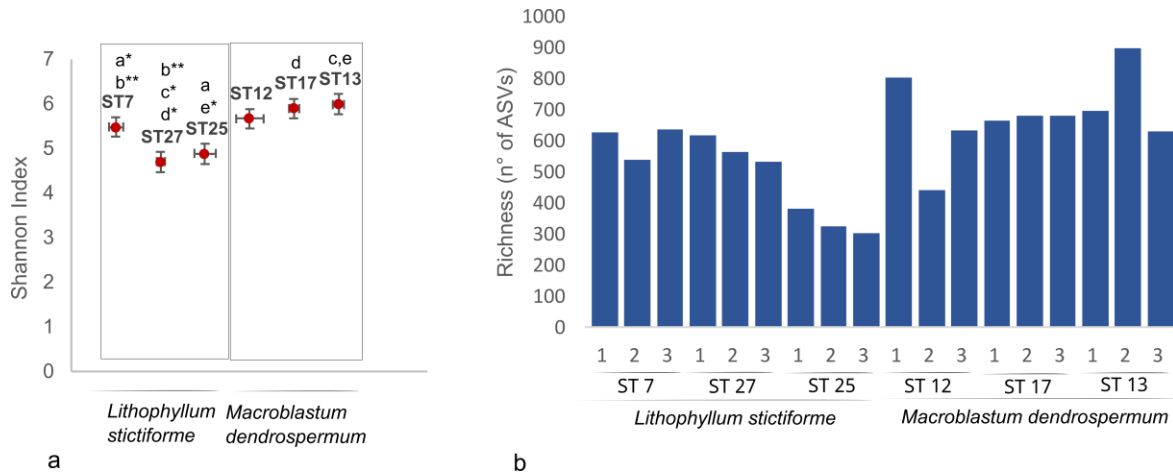 Shannon Index
7
6
5
4
3
2
1
0
a*
b**
ST7
b**
c*
d*
ST27
a
e*
ST25
ST12
d
ST17
c,e
ST13
Lithophyllum
stictiforme
Macroblastum
dendrospermum
a
Richness (n° of ASVs)
1000
900
800
700
600
500
400
300
200
100
0
1 2 3 1 2 3 1 2 3 1 2 3 1 2 3 1 2 3
ST 7 ST 27 ST 25 ST 12 ST 17 ST 13
Lithophyllum stictiforme Macroblastum dendrospermum
b